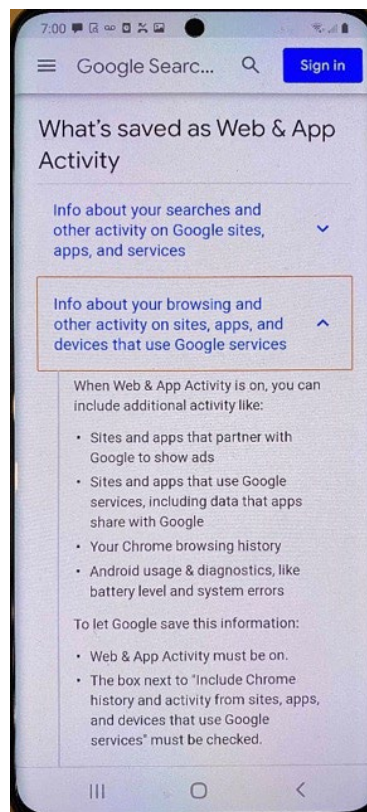 7:00
Google Searc...
Sign in
What's saved as Web & App
Activity
Info about your searches and
other activity on Google sites,
apps, and services
Info about your browsing and
other activity on sites, apps, and
devices that use Google services
When Web & App Activity is on, you can
include additional activity like:
• Sites and apps that partner with
Google to show ads
• Sites and apps that use Google
services, including data that apps
share with Google
• Your Chrome browsing history
• Android usage & diagnostics, like
battery level and system errors
To let Google save this information:
• Web & App Activity must be on.
• The box next to "Include Chrome
history and activity from sites, apps,
and devices that use Google
services" must be checked.